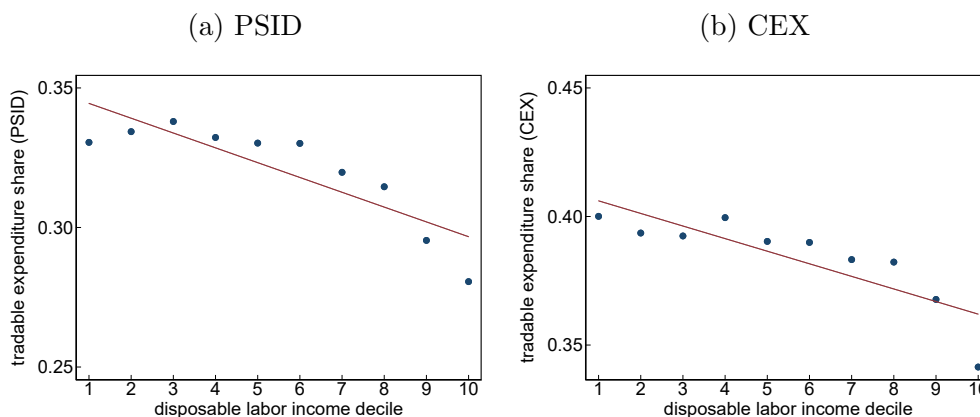 (a) PSID
0.35
0.30
0.25
tradable expenditure share (PSID)
1 2 3 4 5 6 7 8 9 10
disposable labor income decile
(b) CEX
0.45
0.40
0.35
tradable expenditure share (CEX)
1 2 3 4 5 6 7 8 9 10
disposable labor income decile